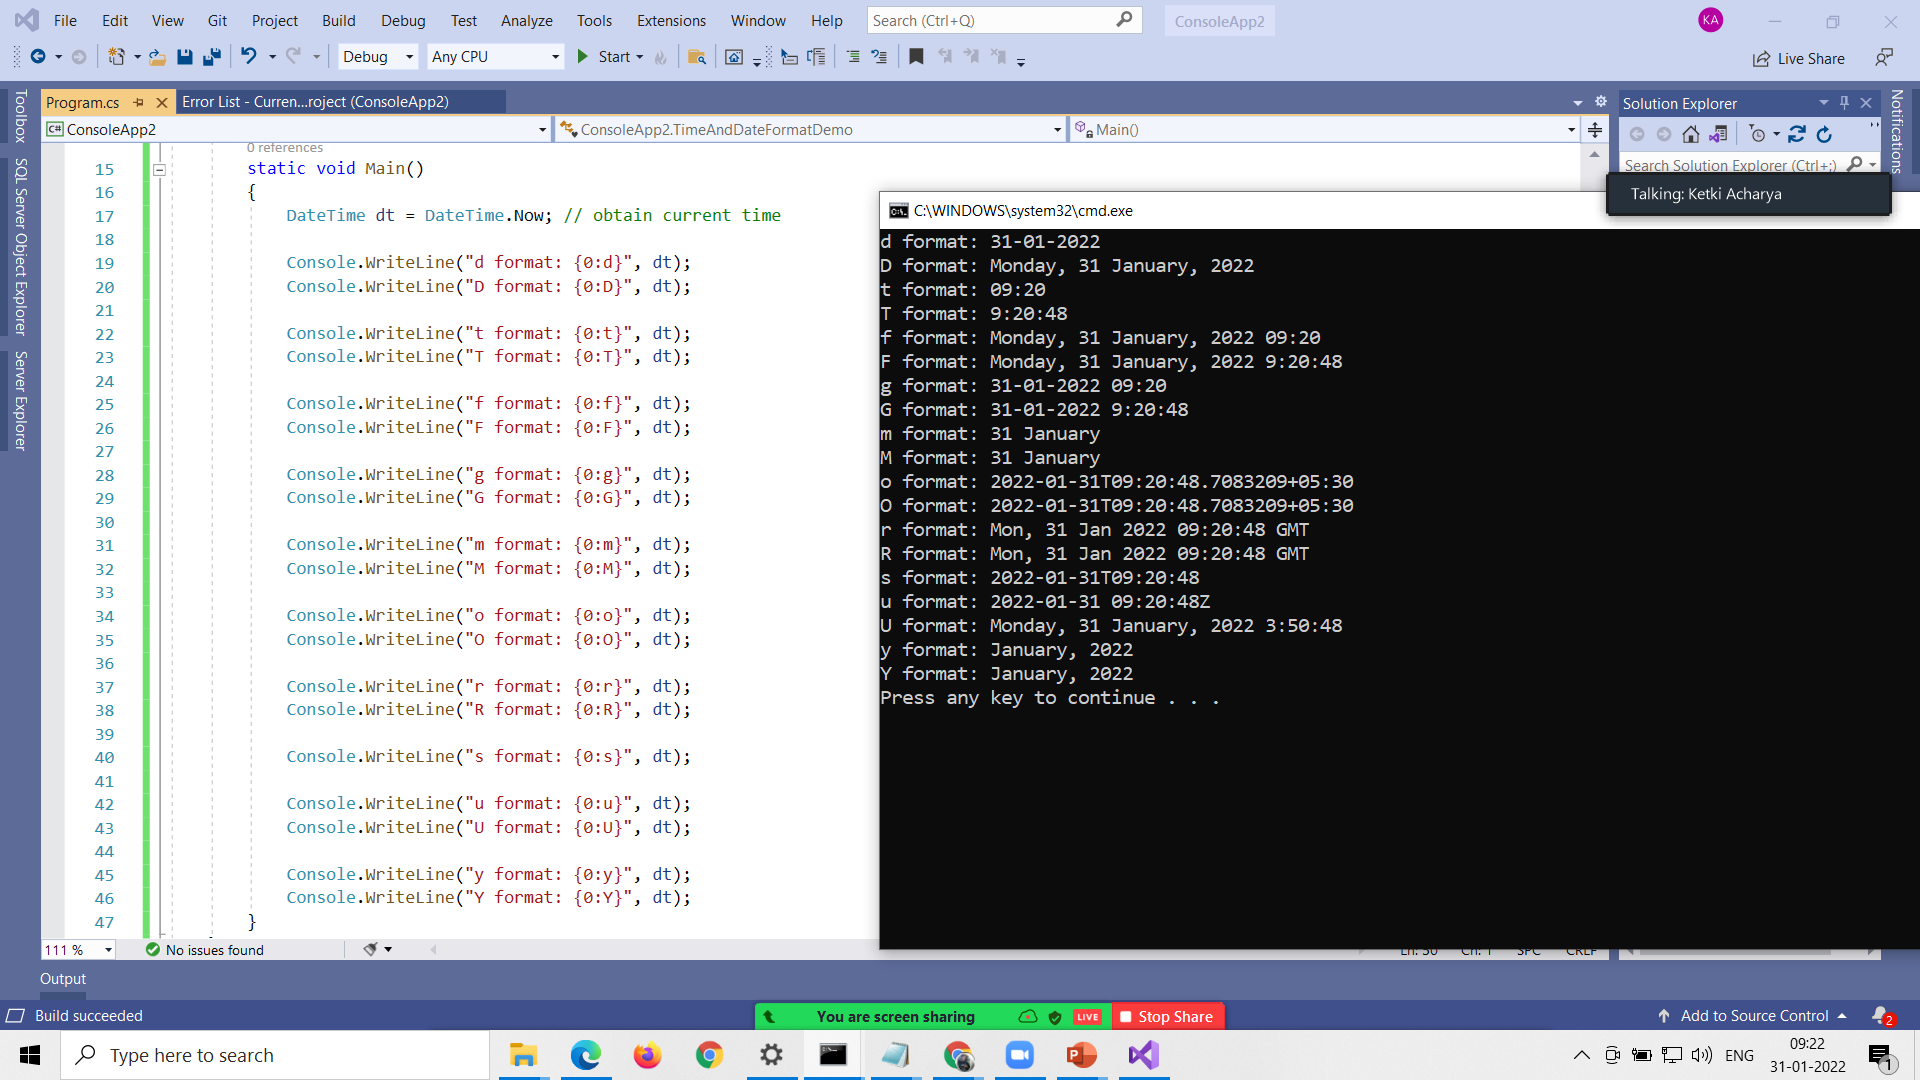 File Edit View Git Project Build Debug Test Analyze Tools Extensions Window Help Search (Ctrl+Q) ConsoleApp2 KA
Debug Any CPU Start Live Share
Toolbox
SQL Server Object Explorer
Server Explorer
Program.cs Error List - Curren...roject (ConsoleApp2)
C# ConsoleApp2 ConsoleApp2.TimeAndDateFormatDemo Main()
0 references
15 static void Main()
16 {
17 DateTime dt = DateTime.Now; // obtain current time
18
19 Console.WriteLine("d format: {0:d}", dt);
20 Console.WriteLine("D format: {0:D}", dt);
21
22 Console.WriteLine("t format: {0:t}", dt);
23 Console.WriteLine("T format: {0:T}", dt);
24
25 Console.WriteLine("f format: {0:f}", dt);
26 Console.WriteLine("F format: {0:F}", dt);
27
28 Console.WriteLine("g format: {0:g}", dt);
29 Console.WriteLine("G format: {0:G}", dt);
30
31 Console.WriteLine("m format: {0:m}", dt);
32 Console.WriteLine("M format: {0:M}", dt);
33
34 Console.WriteLine("o format: {0:o}", dt);
35 Console.WriteLine("O format: {0:O}", dt);
36
37 Console.WriteLine("r format: {0:r}", dt);
38 Console.WriteLine("R format: {0:R}", dt);
39
40 Console.WriteLine("s format: {0:s}", dt);
41
42 Console.WriteLine("u format: {0:u}", dt);
43 Console.WriteLine("U format: {0:U}", dt);
44
45 Console.WriteLine("y format: {0:y}", dt);
46 Console.WriteLine("Y format: {0:Y}", dt);
47 }
Solution Explorer
Search Solution Explorer (Ctrl+;)
Notifications
Talking: Ketki Acharya
C:\WINDOWS\system32\cmd.exe
d format: 31-01-2022
D format: Monday, 31 January, 2022
t format: 09:20
T format: 9:20:48
f format: Monday, 31 January, 2022 09:20
F format: Monday, 31 January, 2022 9:20:48
g format: 31-01-2022 09:20
G format: 31-01-2022 9:20:48
m format: 31 January
M format: 31 January
o format: 2022-01-31T09:20:48.7083209+05:30
O format: 2022-01-31T09:20:48.7083209+05:30
r format: Mon, 31 Jan 2022 09:20:48 GMT
R format: Mon, 31 Jan 2022 09:20:48 GMT
s format: 2022-01-31T09:20:48
u format: 2022-01-31 09:20:48Z
U format: Monday, 31 January, 2022 3:50:48
y format: January, 2022
Y format: January, 2022
Press any key to continue . . .
111 % No issues found Ln: 50 Ch: 1 SPC CRLF
Output
Build succeeded
You are screen sharing LIVE Stop Share
Add to Source Control 2
Type here to search
ENG 09:22
31-01-2022
1